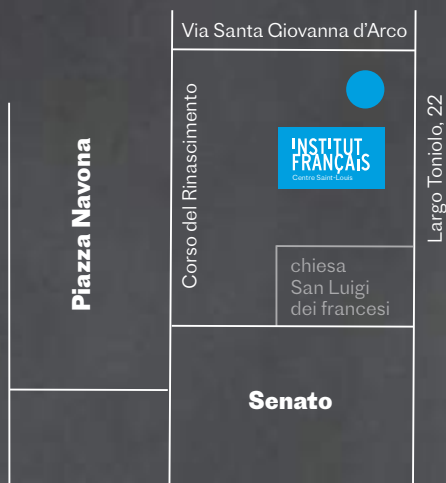 Via Santa Giovanna d'Arco
Piazza Navona
Corso del Rinascimento
INSTITUT
FRANÇAIS
Centre Saint-Louis
Largo Toniolo, 22
chiesa
San Luigi
dei francesi
Senato